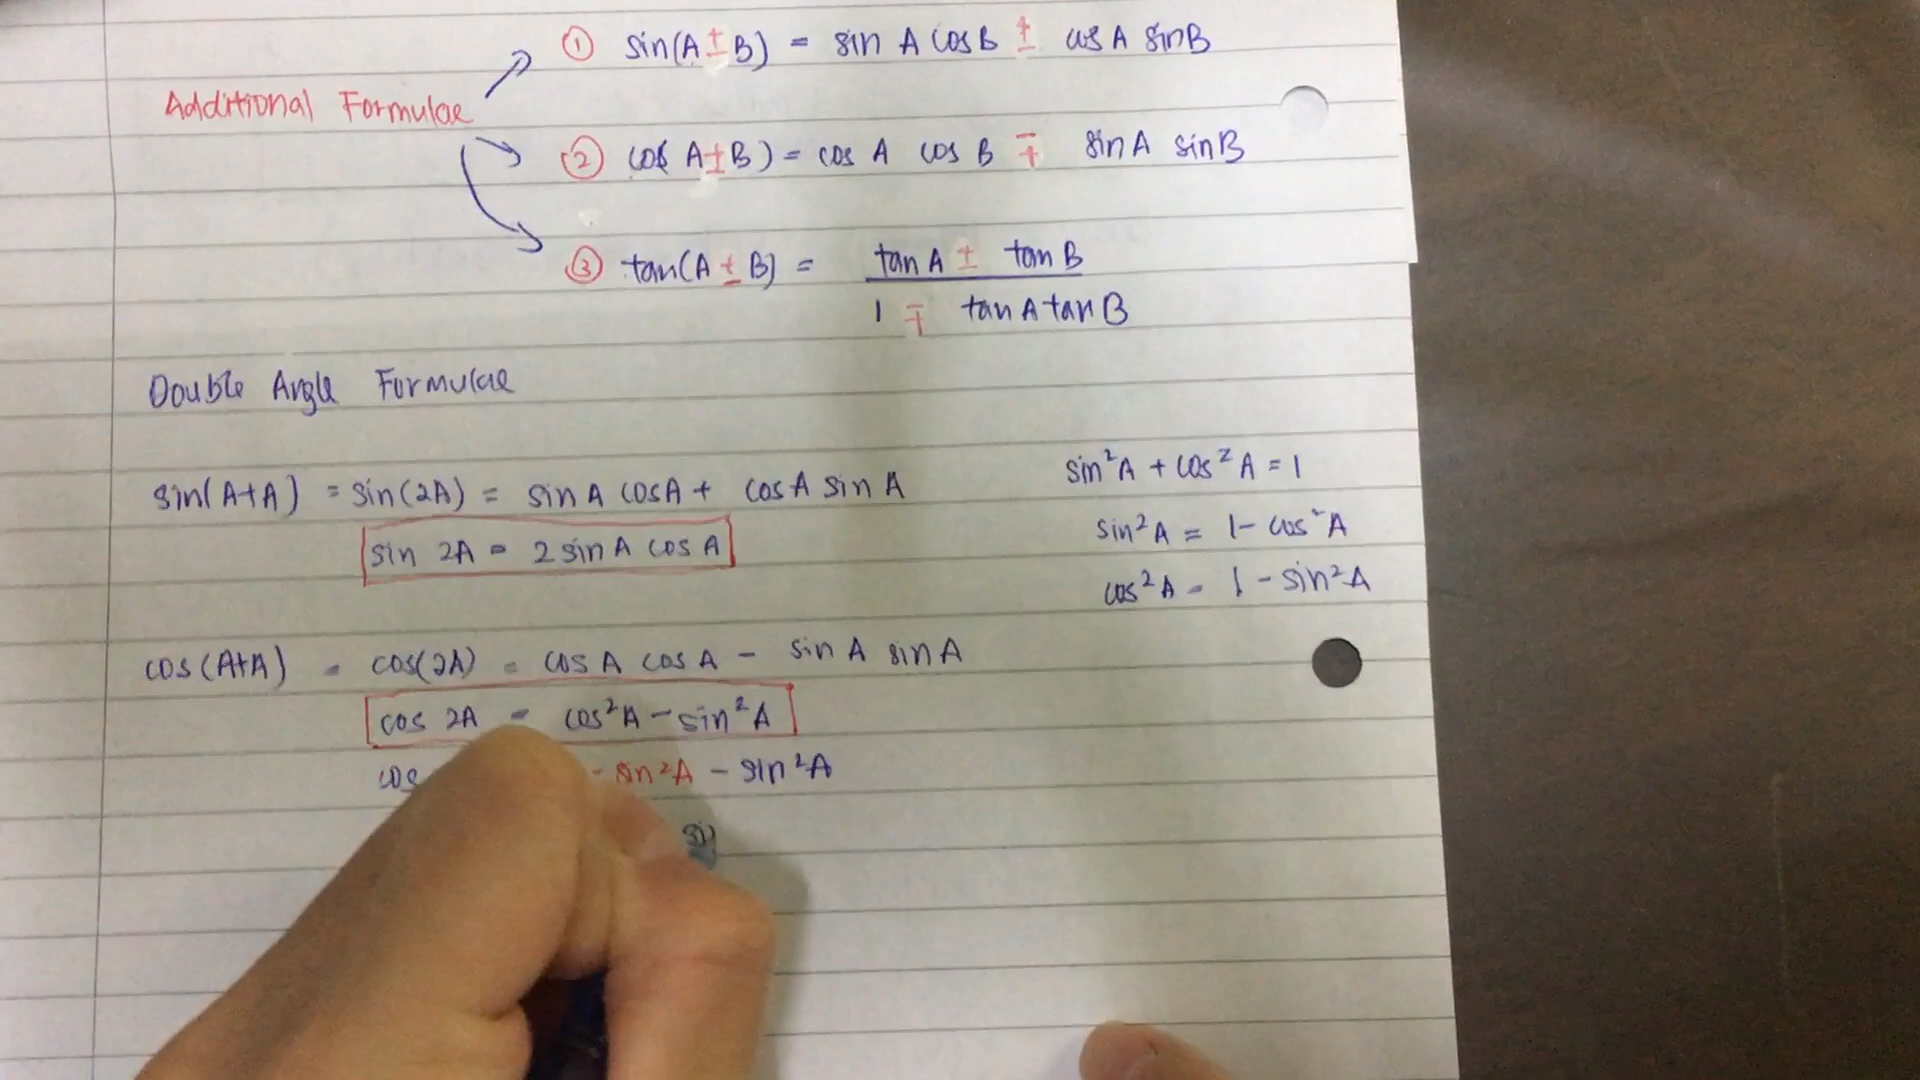 Additional Formulae
① sin(A ± B) = sin A cos B ± cos A sin B
② cos(A ± B) = cos A cos B ∓ sin A sin B
③ tan(A ± B) = tan A ± tan B
1 ∓ tan A tan B
Double Angle Formulae
sin(A+A) = sin(2A) = sin A cos A + cos A sin A
sin 2A = 2 sin A cos A
sin²A + cos²A = 1
sin²A = 1 - cos²A
cos²A = 1 - sin²A
cos(A+A) = cos(2A) = cos A cos A - sin A sin A
cos 2A = cos²A - sin²A
cos - sin²A - sin²A